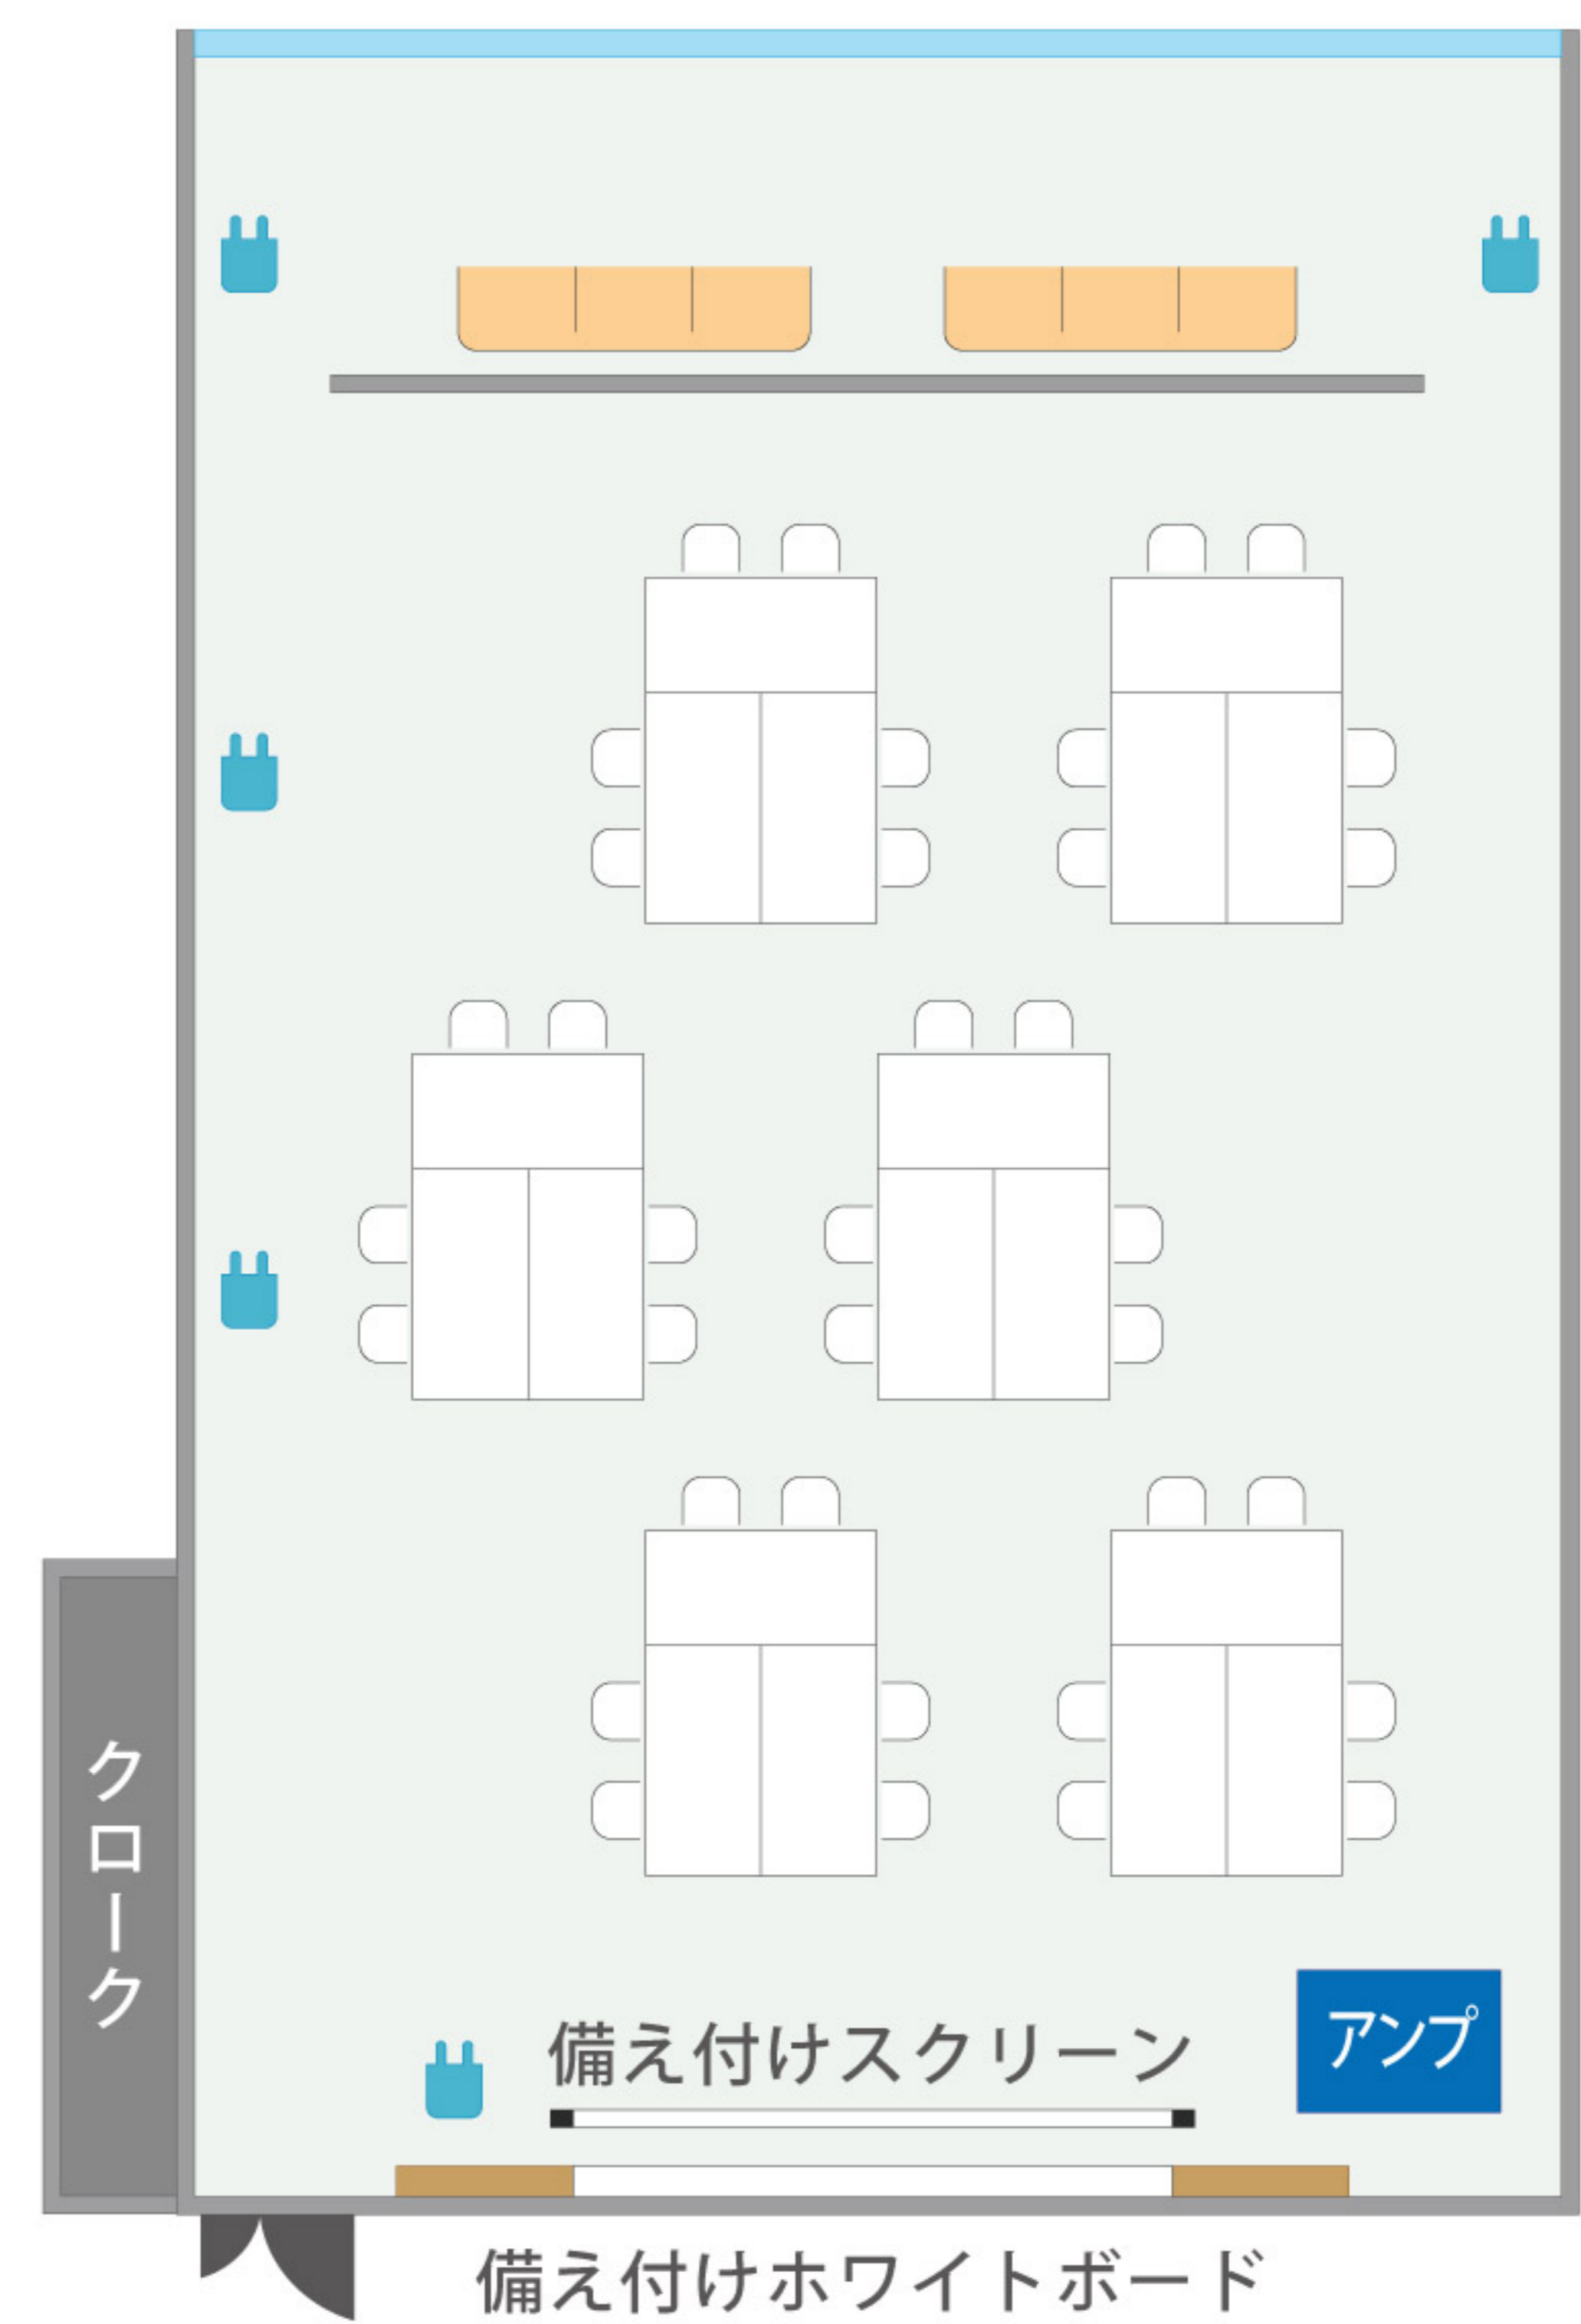 クローク
備え付けスクリーン
アンプ
備え付けホワイトボード